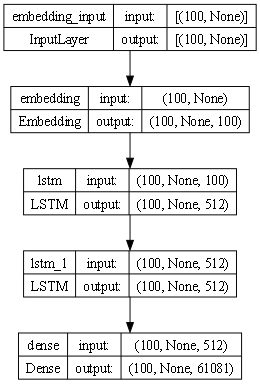 embedding_input input: [(100, None)]
InputLayer output: [(100, None)]
embedding input: (100, None)
Embedding output: (100, None, 100)
lstm input: (100, None, 100)
LSTM output: (100, None, 512)
lstm_1 input: (100, None, 512)
LSTM output: (100, None, 512)
dense input: (100, None, 512)
Dense output: (100, None, 61081)